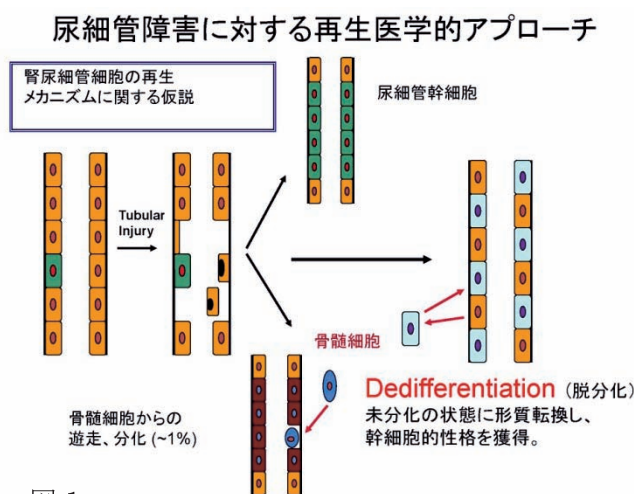 尿細管障害に対する再生医学的アプローチ
腎尿細管細胞の再生
メカニズムに関する仮説
尿細管幹細胞
Tubular
Injury
骨髄細胞
Dedifferentiation (脱分化)
未分化の状態に形質転換し、
幹細胞的性格を獲得。
骨髄細胞からの
遊走、分化 (~1%)